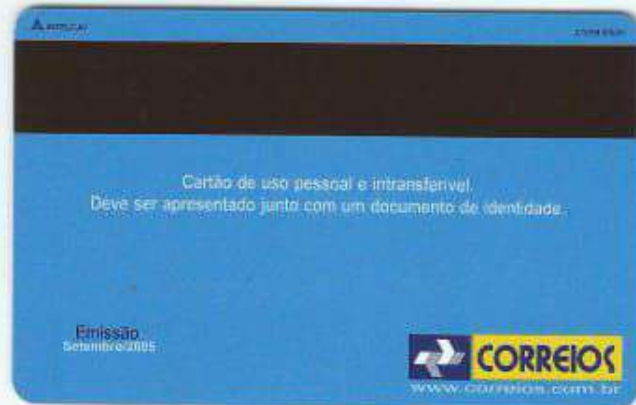 Cartão de uso pessoal e intransferível.
Deve ser apresentado junto com um documento de identidade.
Emissão
Setembro/2005
CORREIOS
www.correios.com.br